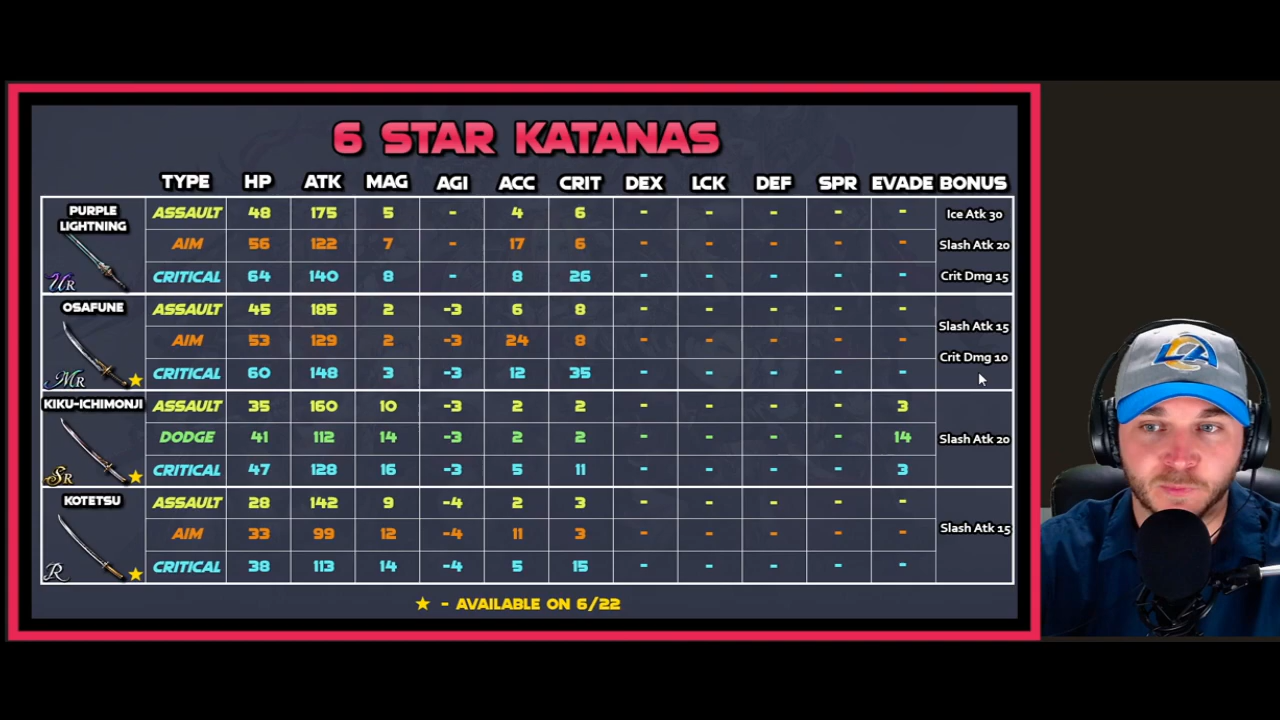 6 STAR KATANAS
TYPE HP ATK MAG AGI ACC CRIT DEX LCK DEF SPR EVADE BONUS
PURPLE LIGHTNING
UR
ASSAULT 48 175 5 - 4 6 - - - - - Ice Atk 30
AIM 56 122 7 - 17 6 - - - - - Slash Atk 20
CRITICAL 64 140 8 - 8 26 - - - - - Crit Dmg 15
OSAFUNE
MR
ASSAULT 45 185 2 -3 6 8 - - - - - Slash Atk 15
AIM 53 129 2 -3 24 8 - - - - - Crit Dmg 10
CRITICAL 60 148 3 -3 12 35 - - - - -
KIKU-ICHIMONJI
SR
ASSAULT 35 160 10 -3 2 2 - - - - 3
DODGE 41 112 14 -3 2 2 - - - - 14 Slash Atk 20
CRITICAL 47 128 16 -3 5 11 - - - - 3
KOTETSU
R
ASSAULT 28 142 9 -4 2 3 - - - - -
AIM 33 99 12 -4 11 3 - - - - - Slash Atk 15
CRITICAL 38 113 14 -4 5 15 - - - - -
★ - AVAILABLE ON 6/22